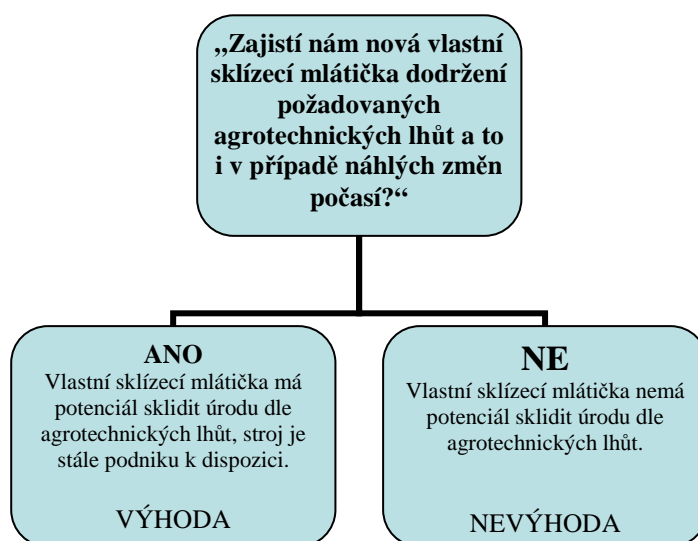 „Zajistí nám nová vlastní
sklízecí mlátička dodržení
požadovaných
agrotechnických lhůt a to
i v případě náhlých změn
počasí?“
ANO
Vlastní sklízecí mlátička má
potenciál sklidit úrodu dle
agrotechnických lhůt, stroj je
stále podniku k dispozici.
VÝHODA
NE
Vlastní sklízecí mlátička nemá
potenciál sklidit úrodu dle
agrotechnických lhůt.
NEVÝHODA